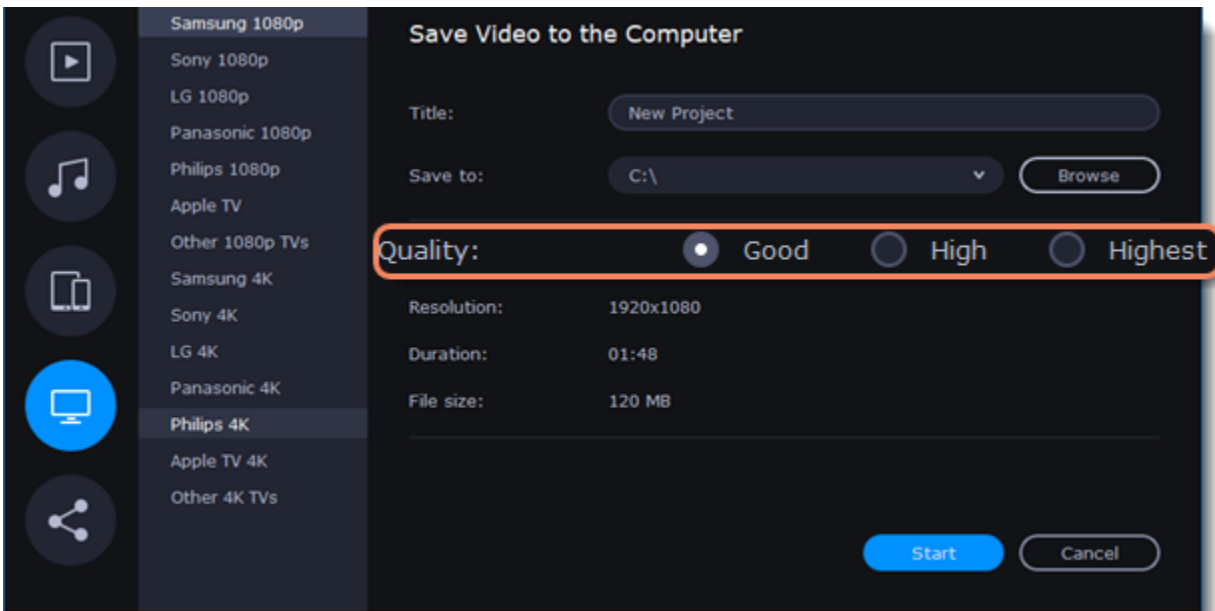 Samsung 1080p
Sony 1080p
LG 1080p
Panasonic 1080p
Philips 1080p
Apple TV
Other 1080p TVs
Samsung 4K
Sony 4K
LG 4K
Panasonic 4K
Philips 4K
Apple TV 4K
Other 4K TVs
Save Video to the Computer
Title: New Project
Save to: C:\ Browse
Quality: Good High Highest
Resolution: 1920x1080
Duration: 01:48
File size: 120 MB
Start Cancel